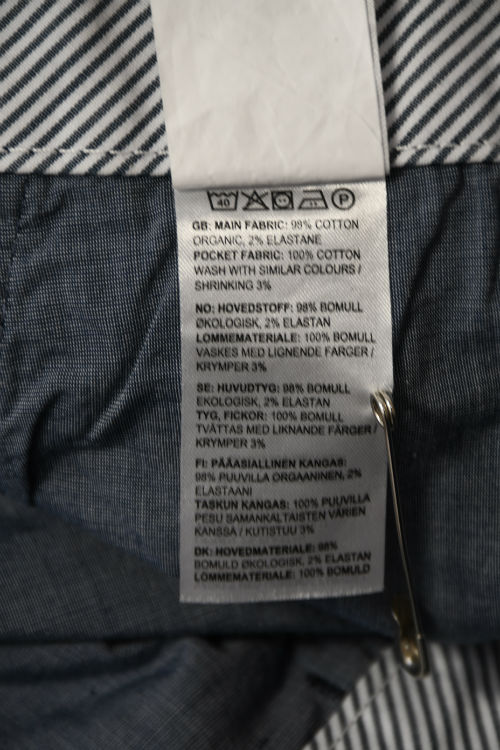 40
P
GB: MAIN FABRIC: 98% COTTON
ORGANIC, 2% ELASTANE
POCKET FABRIC: 100% COTTON
WASH WITH SIMILAR COLOURS /
SHRINKING 3%
NO: HOVEDSTOFF: 98% BOMULL
ØKOLOGISK, 2% ELASTAN
LOMMEMATERIALE: 100% BOMULL
VASKES MED LIGNENDE FARGER /
KRYMPER 3%
SE: HUVUDTYG: 98% BOMULL
EKOLOGISK, 2% ELASTAN
TYG, FICKOR: 100% BOMULL
TVÄTTAS MED LIKNANDE FÄRGER /
KRYMPER 3%
FI: PÄÄASIALLINEN KANGAS:
98% PUUVILLA ORGAANINEN, 2%
ELASTAANI
TASKUN KANGAS: 100% PUUVILLA
PESU SAMANKALTAISTEN VÄRIEN
KANSSA / KUTISTUU 3%
DK: HOVEDMATERIALE: 98%
BOMULD ØKOLOGISK, 2% ELASTAN
LOMMEMATERIALE: 100% BOMULD